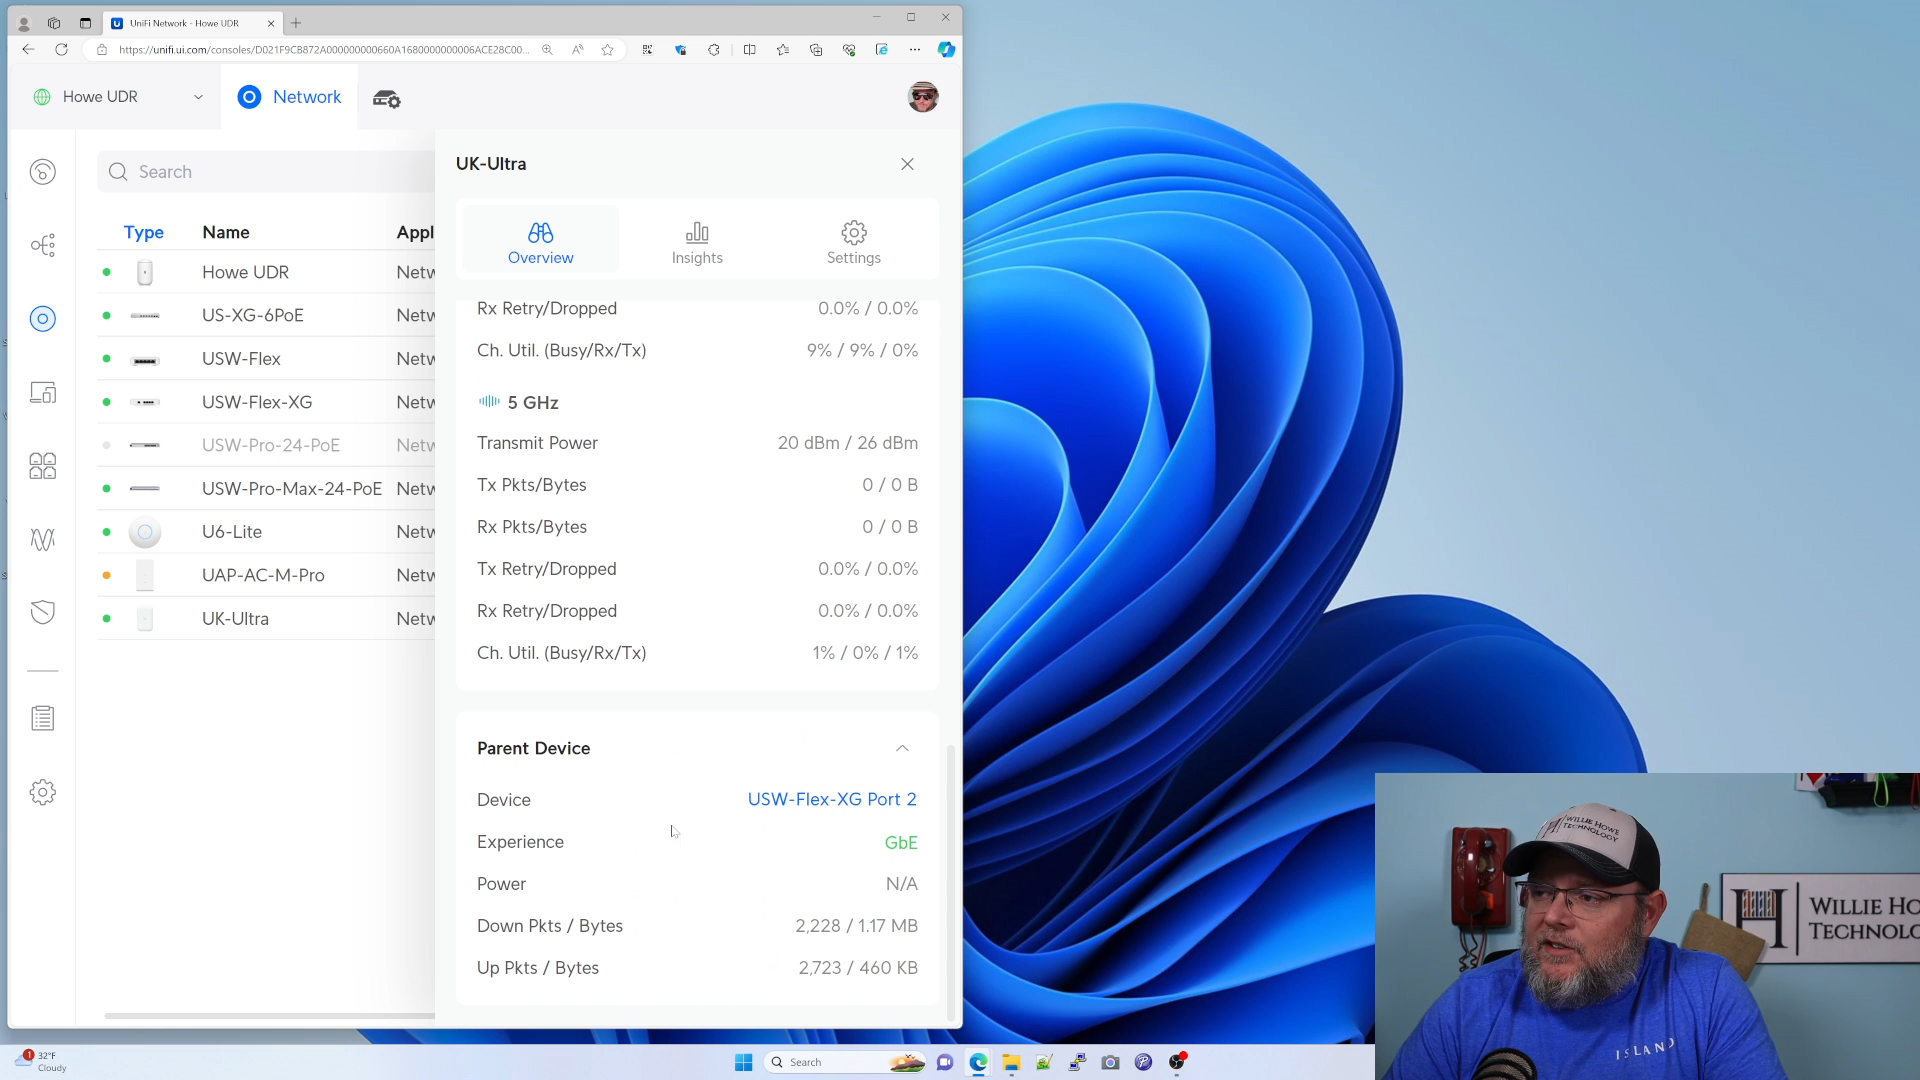 UniFi Network - Howe UDR
https://unifi.ui.com/consoles/D021F9CB872A000000000660A1680000000006ACE28C00...
Howe UDR
Network
Search
Type Name Appl
Howe UDR Netw
US-XG-6PoE Netw
USW-Flex Netw
USW-Flex-XG Netw
USW-Pro-24-PoE Netw
USW-Pro-Max-24-PoE Netw
U6-Lite Netw
UAP-AC-M-Pro Netw
UK-Ultra Netw
UK-Ultra
Overview Insights Settings
Rx Retry/Dropped 0.0% / 0.0%
Ch. Util. (Busy/Rx/Tx) 9% / 9% / 0%
5 GHz
Transmit Power 20 dBm / 26 dBm
Tx Pkts/Bytes 0 / 0 B
Rx Pkts/Bytes 0 / 0 B
Tx Retry/Dropped 0.0% / 0.0%
Rx Retry/Dropped 0.0% / 0.0%
Ch. Util. (Busy/Rx/Tx) 1% / 0% / 1%
Parent Device
Device USW-Flex-XG Port 2
Experience GbE
Power N/A
Down Pkts / Bytes 2,228 / 1.17 MB
Up Pkts / Bytes 2,723 / 460 KB
WILLIE HOWE
TECHNOLOGY
H
WILLIE HO
TECHNOLO
ISLAND
1
32°F
Cloudy
Search